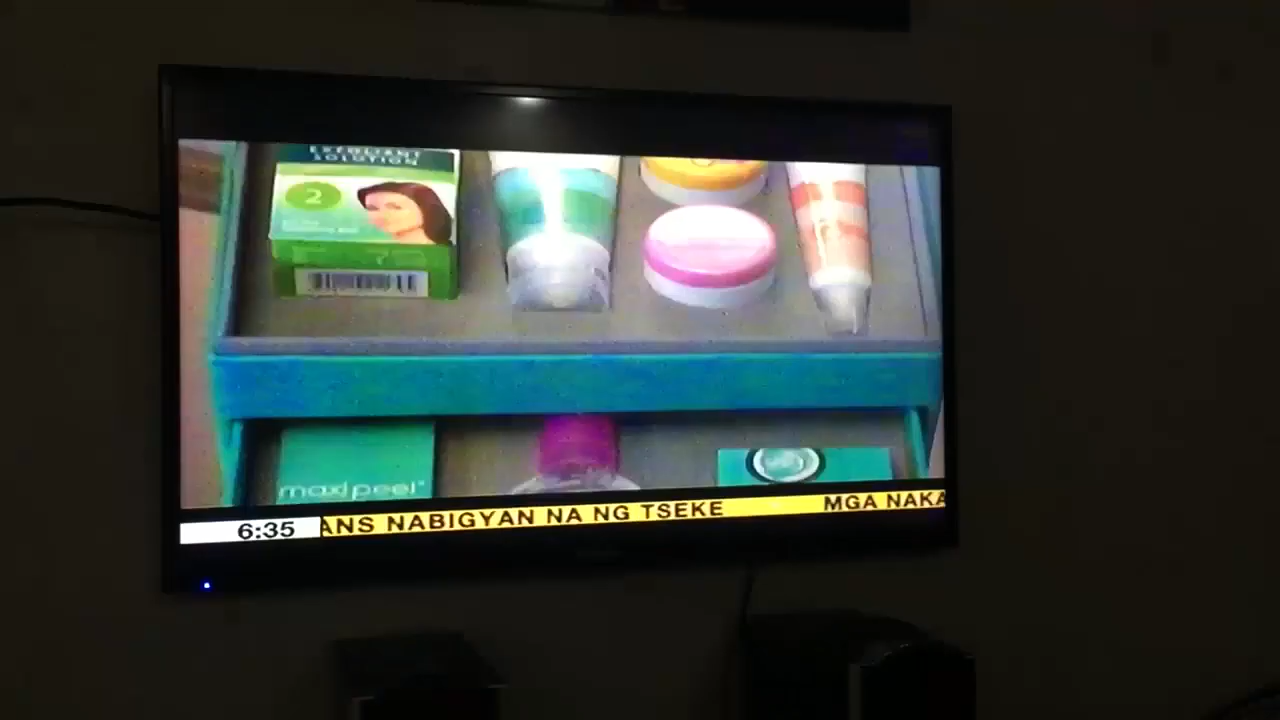 EXFOLIANT
SOLUTION
2
maxipeel
6:35
ANS NABIGYAN NA NG TSEKE
MGA NAKA